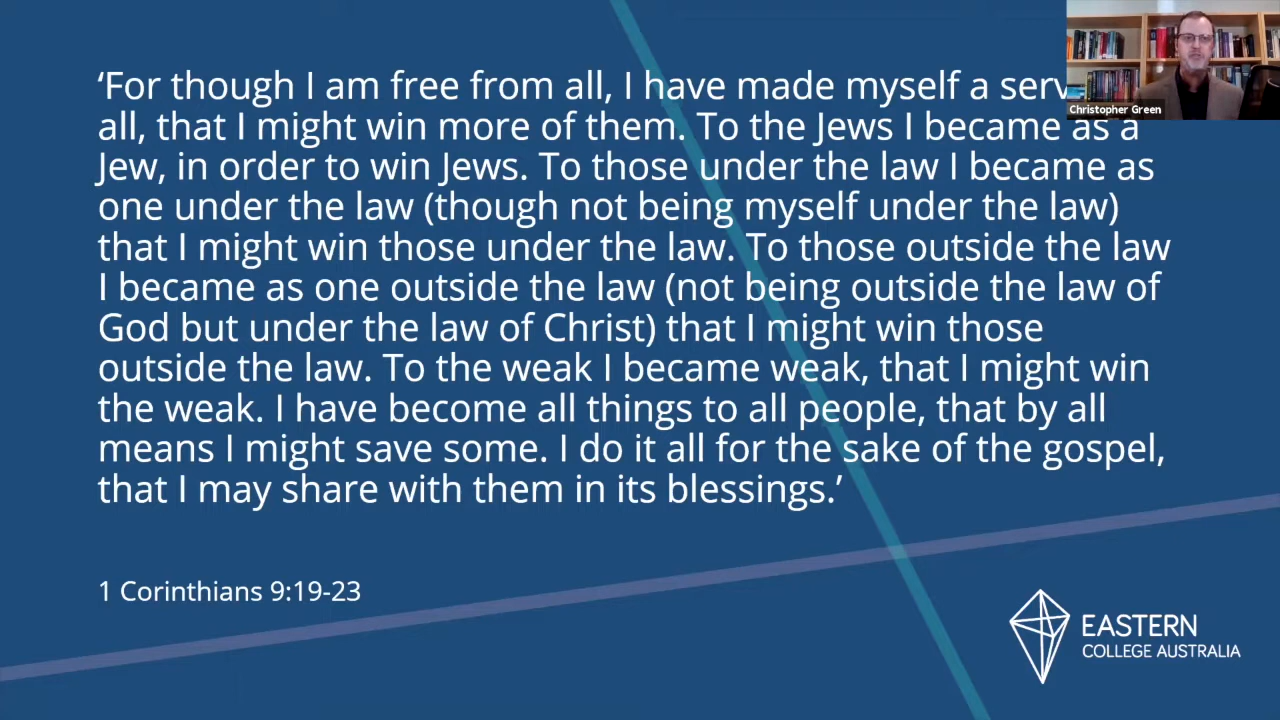 ‘For though I am free from all, I have made myself a
all, that I might win more of them. To the Jews I became as a
Jew, in order to win Jews. To those under the law I became as
one under the law (though not being myself under the law)
that I might win those under the law. To those outside the law
I became as one outside the law (not being outside the law of
God but under the law of Christ) that I might win those
outside the law. To the weak I became weak, that I might win
the weak. I have become all things to all people, that by all
means I might save some. I do it all for the sake of the gospel,
that I may share with them in its blessings.’
1 Corinthians 9:19-23
Christopher Green
EASTERN
COLLEGE AUSTRALIA